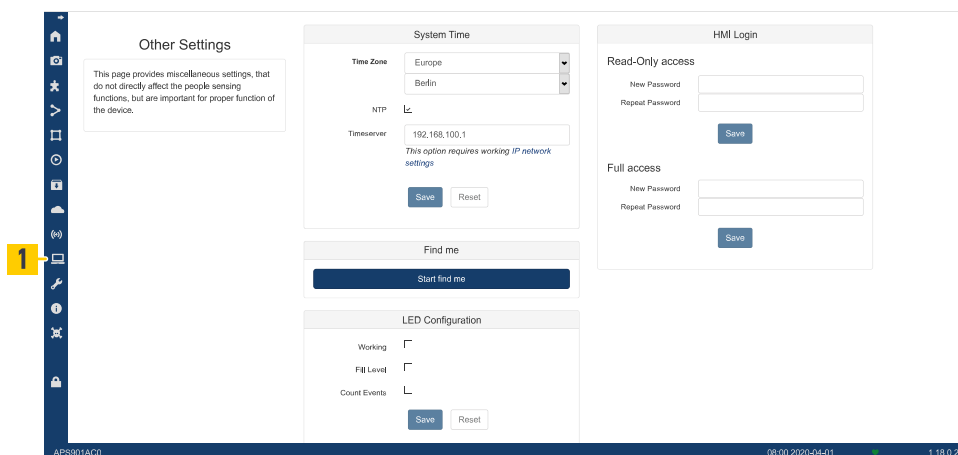 Other Settings
This page provides miscellaneous settings, that
do not directly affect the people sensing
functions, but are important for proper function of
the device.
System Time
Time Zone
Europe
Berlin
NTP
Timeserver
192,168,100,1
This option requires working IP network
settings
Save
Reset
Find me
Start find me
LED Configuration
Working
Fill Level
Count Events
Save
Reset
HMI Login
Read-Only access
New Password
Repeat Password
Save
Full access
New Password
Repeat Password
Save
1
APS901AC0
08:00 2020-04-01
1.18.0.2